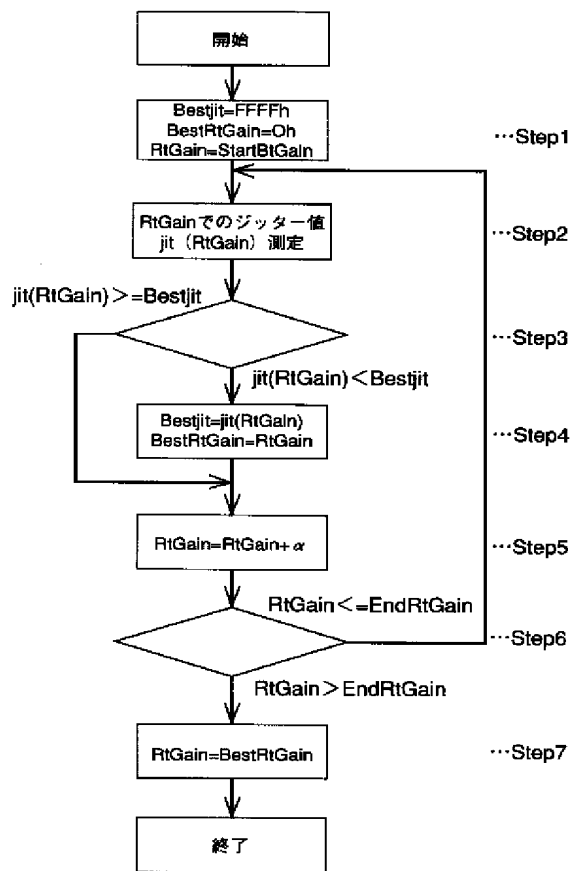 開始
Bestjit=FFFFh
BestRtGain=Oh
RtGain=StartBtGain
…Step1
RtGainでのジッター値
jit（RtGain）測定
…Step2
jit(RtGain)＞=Bestjit
…Step3
jit(RtGain)＜Bestjit
Bestjit=jit(RtGain)
BestRtGain=RtGain
…Step4
RtGain=RtGain+α
…Step5
RtGain＜=EndRtGain
…Step6
RtGain＞EndRtGain
RtGain=BestRtGain
…Step7
終了